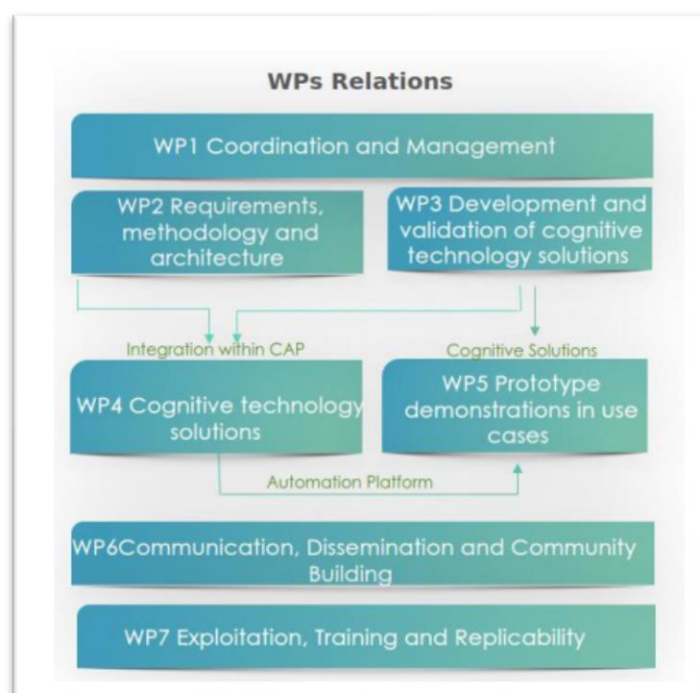 WPs Relations
WP1 Coordination and Management
WP2 Requirements,
methodology and
architecture
WP3 Development and
validation of cognitive
technology solutions
Integration within CAP
Cognitive Solutions
WP4 Cognitive technology
solutions
WP5 Prototype
demonstrations in use
cases
Automation Platform
WP6Communication, Dissemination and Community
Building
WP7 Exploitation, Training and Replicability